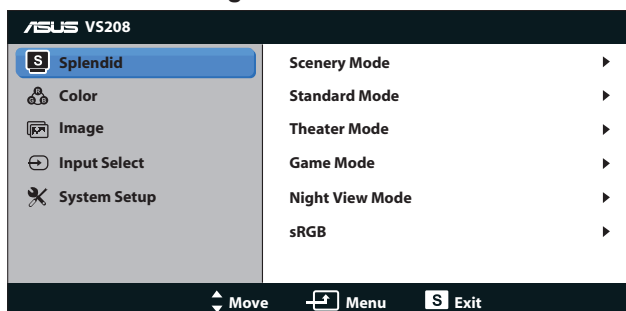 ASUS VS208
S Splendid
Color
Image
Input Select
System Setup
Scenery Mode
Standard Mode
Theater Mode
Game Mode
Night View Mode
sRGB
Move Menu S Exit